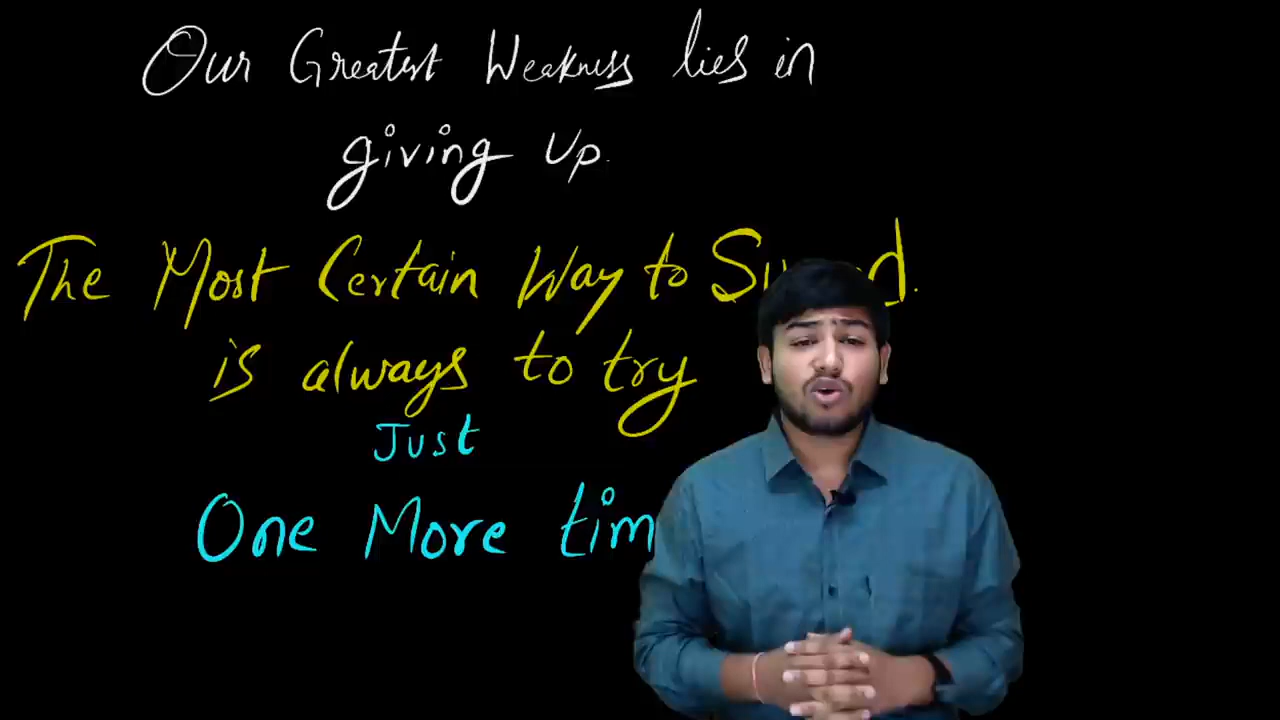 Our Greatest Weakness lies in
giving Up.
The Most Certain Way to
is always to try
Just
One More tim